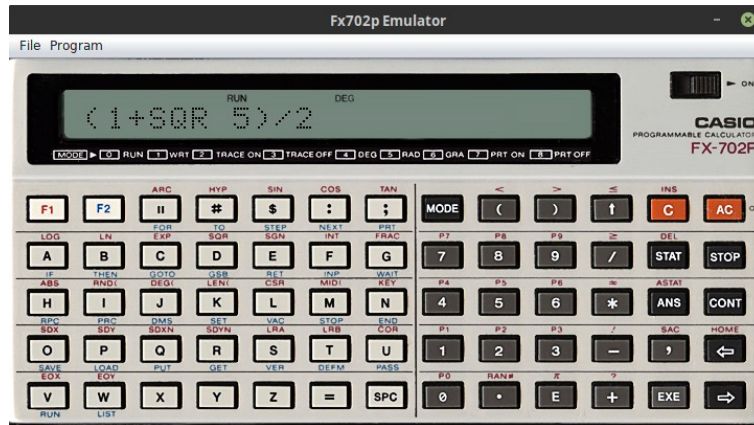 Fx702p Emulator
File Program
RUN DEG
(1+SQR 5)/2
ON
CASIO
PROGRAMMABLE CALCULATOR
FX-702P
MODE ▶ 0 RUN 1 WRT 2 TRACE ON 3 TRACE OFF 4 DEG 5 RAD 6 GRA 7 PRT ON 8 PRT OFF
ARC HYP SIN COS TAN < > ≤ INS
F1 F2 " # $ : ; MODE ( ) ↑ C AC
FOR TO STEP NEXT PRT
LOG LN EXP SQR SGN INT FRAC P7 P8 P9 ≥ DEL
A B C D E F G 7 8 9 / STAT STOP
IF THEN GOTO GSB RET INP WAIT
ABS RND( DEG( LEN( CSR MID( KEY P4 P5 P6 ≠ ASTAT
H I J K L M N 4 5 6 * ANS CONT
RPC PRC DMS SET VAC STOP END
SDX SDY SDXN SDYN LRA LRB COR P1 P2 P3 ! SAC HOME
O P Q R S T U 1 2 3 − , ⇦
SAVE LOAD PUT GET VER DEFM PASS
EOX EOY P0 RAN# π ?
V W X Y Z = SPC 0 • E + EXE ⇨
RUN LIST